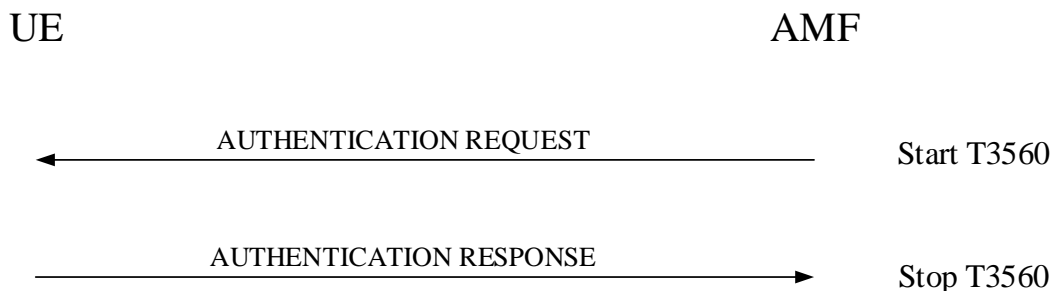 UE AMF
AUTHENTICATION REQUEST Start T3560
AUTHENTICATION RESPONSE Stop T3560